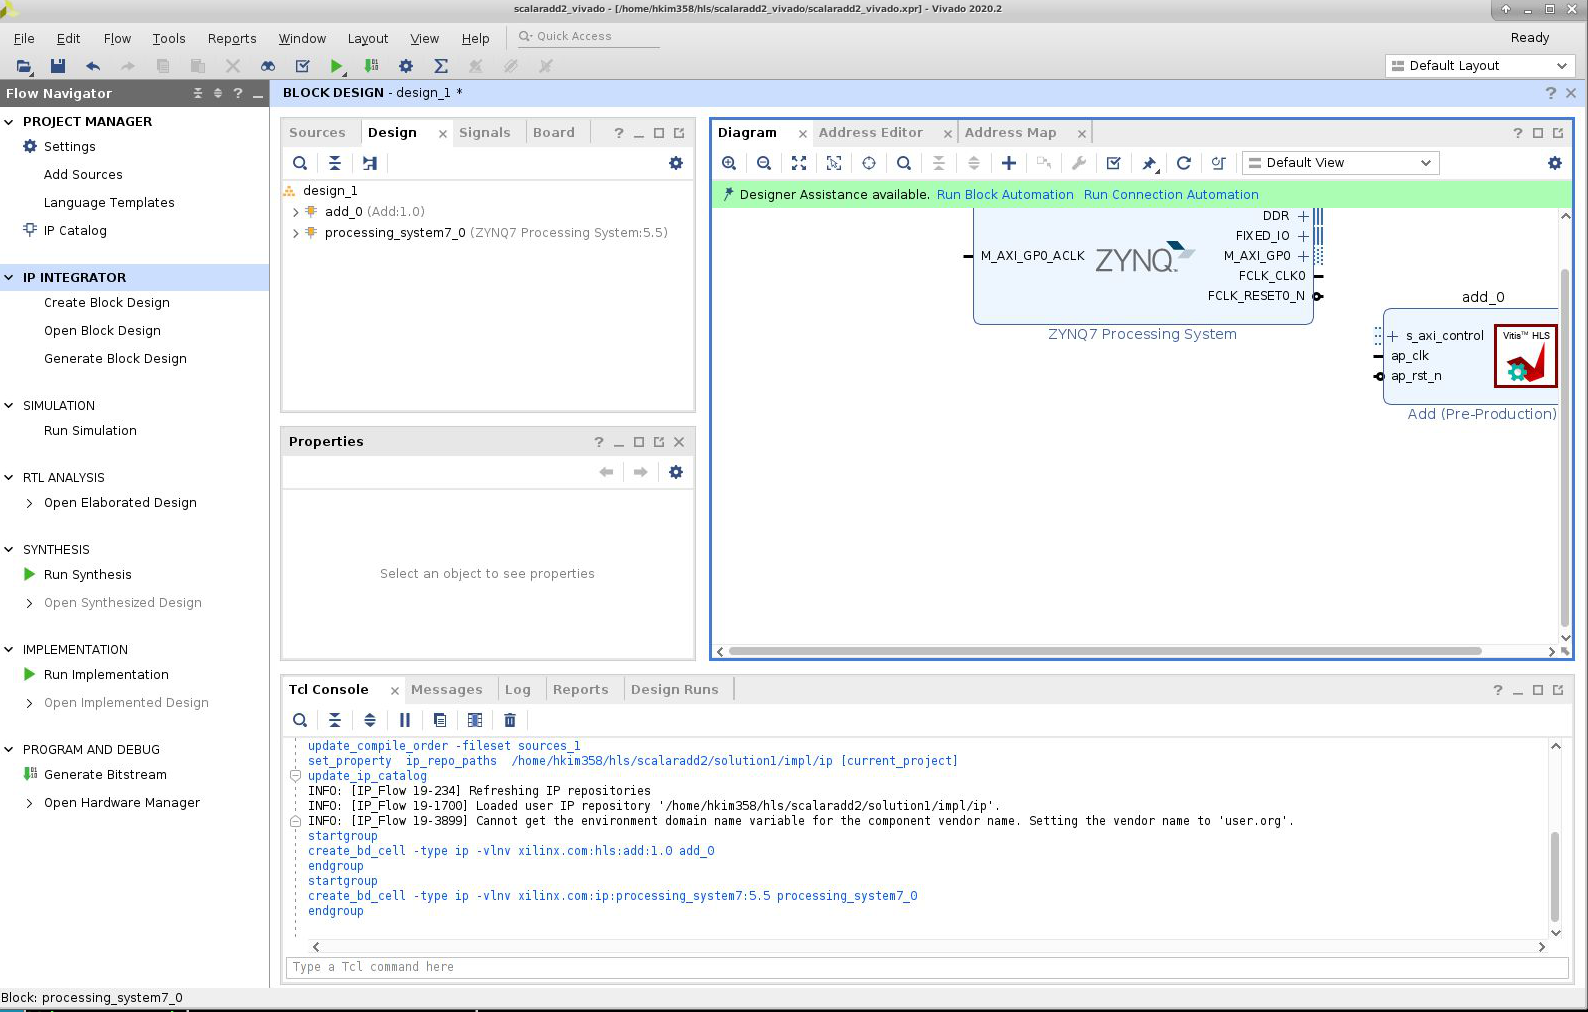 scalaradd2_vivado - [/home/hkim358/hls/scalaradd2_vivado/scalaradd2_vivado.xpr] - Vivado 2020.2
File Edit Flow Tools Reports Window Layout View Help Quick Access Ready
Default Layout
Flow Navigator
PROJECT MANAGER
Settings
Add Sources
Language Templates
IP Catalog
IP INTEGRATOR
Create Block Design
Open Block Design
Generate Block Design
SIMULATION
Run Simulation
RTL ANALYSIS
Open Elaborated Design
SYNTHESIS
Run Synthesis
Open Synthesized Design
IMPLEMENTATION
Run Implementation
Open Implemented Design
PROGRAM AND DEBUG
Generate Bitstream
Open Hardware Manager
BLOCK DESIGN - design_1 *
Sources Design Signals Board
design_1
add_0 (Add:1.0)
processing_system7_0 (ZYNQ7 Processing System:5.5)
Properties
Select an object to see properties
Diagram Address Editor Address Map
Default View
Designer Assistance available. Run Block Automation Run Connection Automation
DDR
FIXED_IO
M_AXI_GP0_ACLK ZYNQ M_AXI_GP0
FCLK_CLK0
FCLK_RESET0_N
ZYNQ7 Processing System
add_0
s_axi_control Vitis™ HLS
ap_clk
ap_rst_n
Add (Pre-Production)
Tcl Console Messages Log Reports Design Runs
update_compile_order -fileset sources_1
set_property ip_repo_paths /home/hkim358/hls/scalaradd2/solution1/impl/ip [current_project]
update_ip_catalog
INFO: [IP_Flow 19-234] Refreshing IP repositories
INFO: [IP_Flow 19-1700] Loaded user IP repository '/home/hkim358/hls/scalaradd2/solution1/impl/ip'.
INFO: [IP_Flow 19-3899] Cannot get the environment domain name variable for the component vendor name. Setting the vendor name to 'user.org'.
startgroup
create_bd_cell -type ip -vlnv xilinx.com:hls:add:1.0 add_0
endgroup
startgroup
create_bd_cell -type ip -vlnv xilinx.com:ip:processing_system7:5.5 processing_system7_0
endgroup
Type a Tcl command here
Block: processing_system7_0